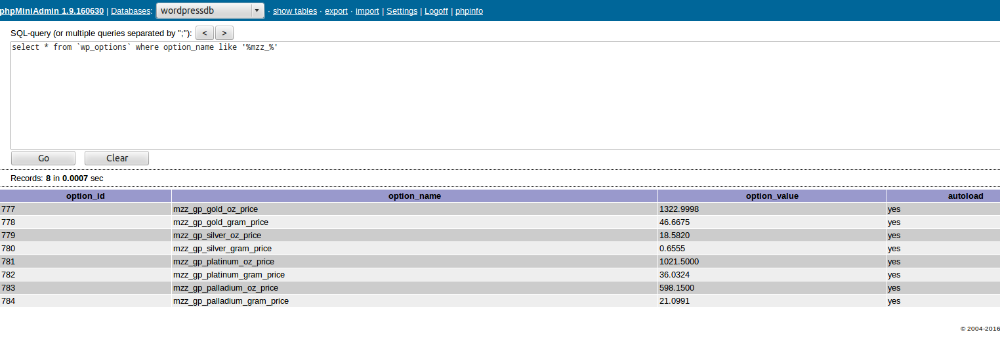 phpMiniAdmin 1.9.160630 | Databases: wordpressdb - show tables · export · import | Settings | Logoff | phpinfo
SQL-query (or multiple queries separated by ";"): < >
select * from `wp_options` where option_name like '%mzz_%'
Go Clear
Records: 8 in 0.0007 sec
option_id option_name option_value autoload
777 mzz_gp_gold_oz_price 1322.9998 yes
778 mzz_gp_gold_gram_price 46.6675 yes
779 mzz_gp_silver_oz_price 18.5820 yes
780 mzz_gp_silver_gram_price 0.6555 yes
781 mzz_gp_platinum_oz_price 1021.5000 yes
782 mzz_gp_platinum_gram_price 36.0324 yes
783 mzz_gp_palladium_oz_price 598.1500 yes
784 mzz_gp_palladium_gram_price 21.0991 yes
© 2004-2016